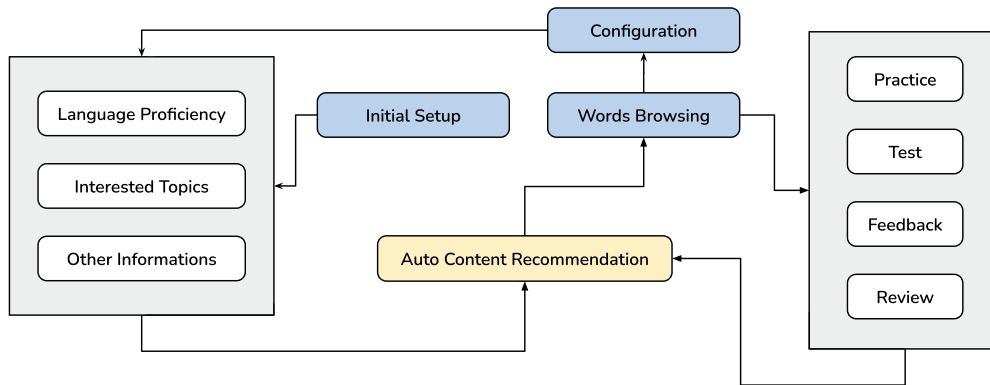 Configuration
Language Proficiency
Interested Topics
Other Informations
Initial Setup
Words Browsing
Auto Content Recommendation
Practice
Test
Feedback
Review